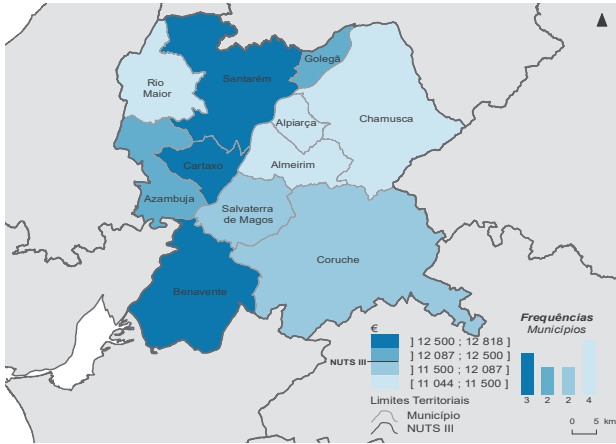 Golegã
Santarém
Rio
Maior
Alpiarça
Chamusca
Cartaxo
Almeirim
Azambuja
Salvaterra
de Magos
Coruche
Benavente
€
] 12 500 ; 12 818 ]
] 12 087 ; 12 500 ]
NUTS III
] 11 500 ; 12 087 ]
[ 11 044 ; 11 500 ]
Limites Territoriais
Município
NUTS III
Frequências
Municípios
3 2 2 4
0 5 km